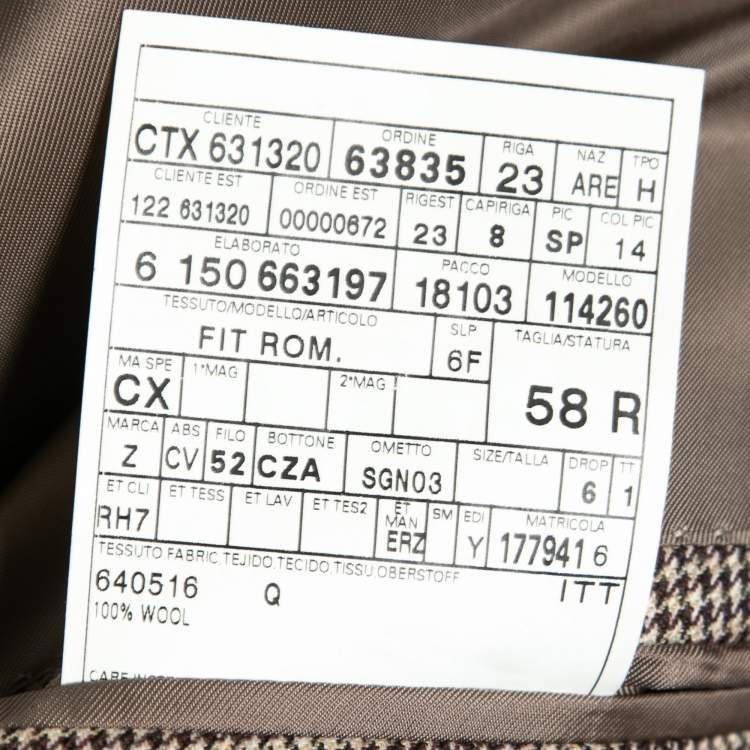 CLIENTE ORDINE RIGA NAZ TPO
CTX 631320 63835 23 ARE H
CLIENTE EST ORDINE EST RIGEST CAPIRIGA PIC COL PIC
122 631320 00000672 23 8 SP 14
ELABORATO PACCO MODELLO
6 150 663197 18103 114260
TESSUTO/MODELLO/ARTICOLO SLP TAGLIA/STATURA
FIT ROM. 6F 58 R
MA SPE 1°MAG 2°MAG
CX
MARCA ABS FILO BOTTONE OMETTO SIZE/TALLA DROP TT
Z CV 52 CZA SGN03 6 1
ET CLI ET TESS ET LAV ET TES2 ET MAN SM EDI MATRICOLA
RH7 ERZ Y 177941 6
TESSUTO FABRIC,TEJIDO,TECIDO,TISSU,OBERSTOFF
640516 Q ITT
100% WOOL